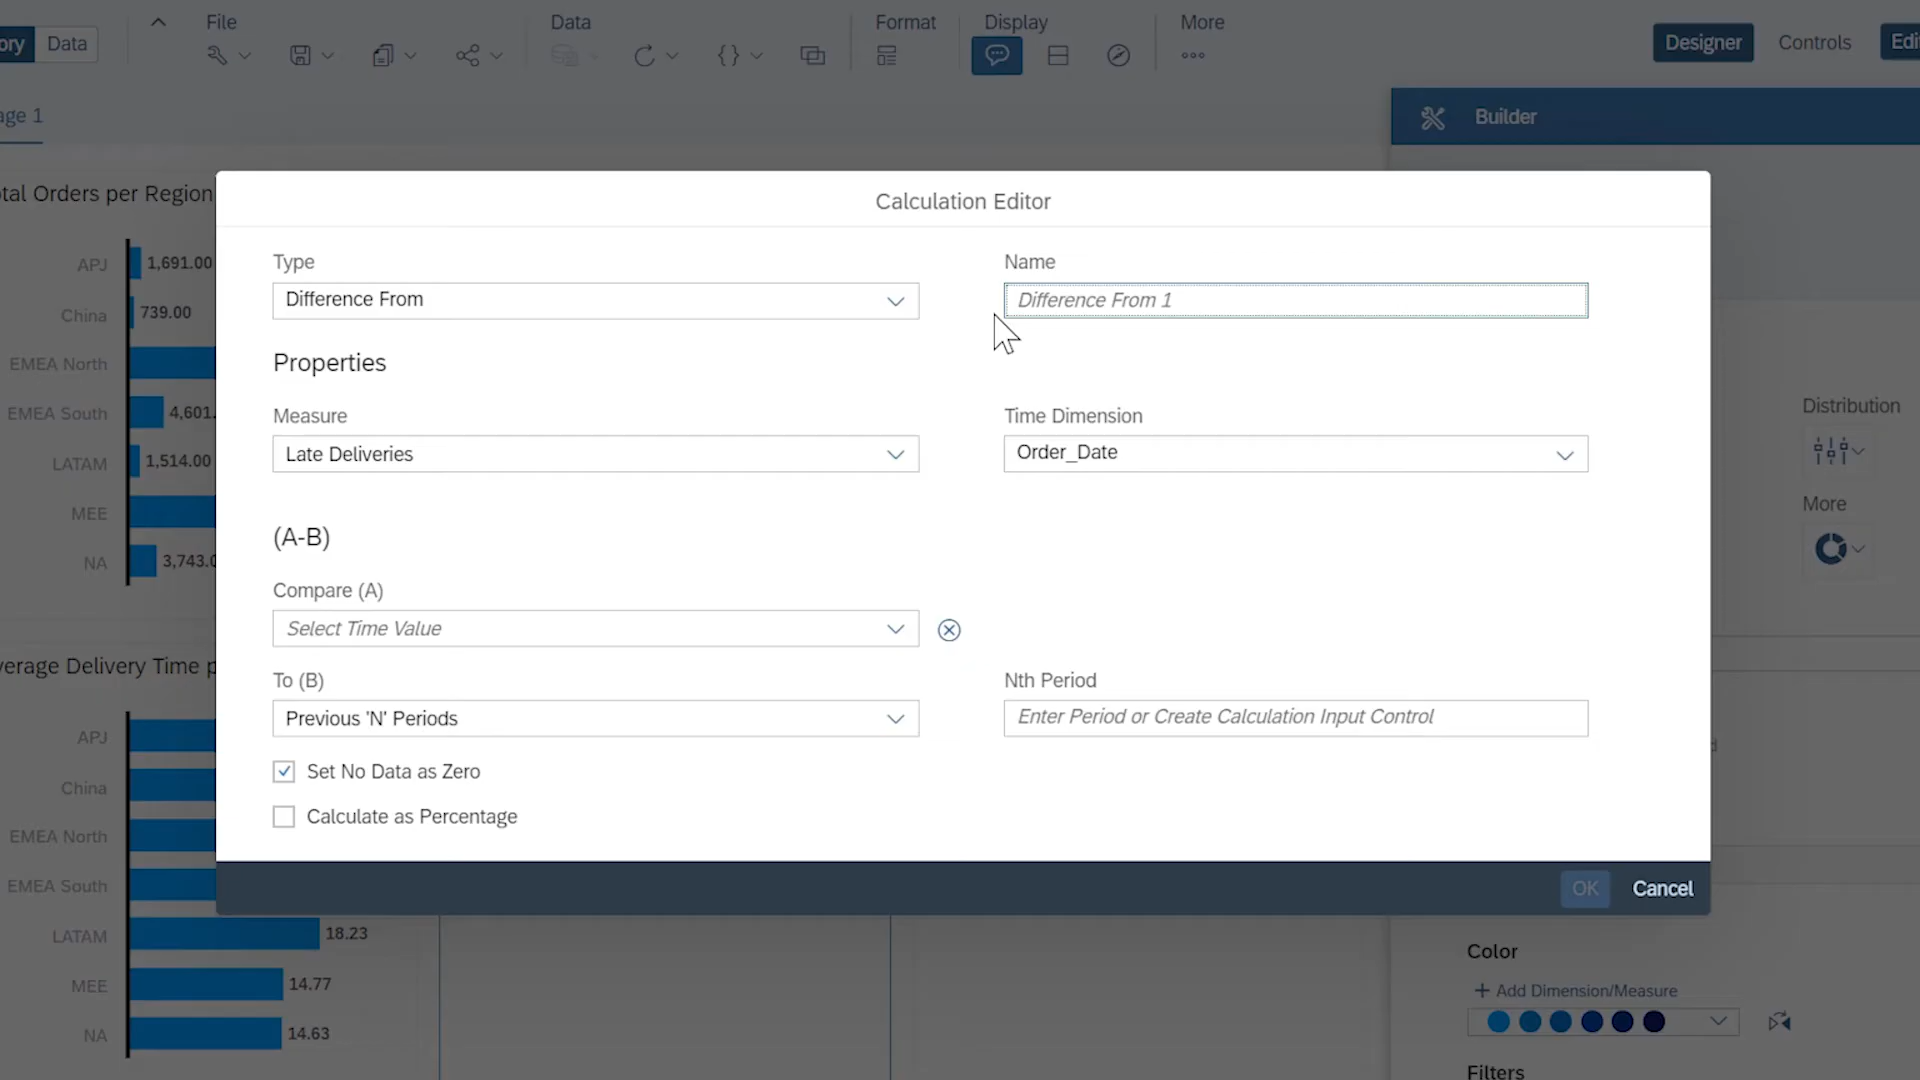 ory
Data
File
Data
Format
Display
More
Designer
Controls
Edi
age 1
Builder
otal Orders per Region
APJ
1,691.00
China
739.00
EMEA North
EMEA South
4,601.
LATAM
1,514.00
MEE
NA
3,743.0
Calculation Editor
Type
Name
Difference From
Difference From 1
Properties
Measure
Time Dimension
Late Deliveries
Order_Date
(A-B)
Compare (A)
Select Time Value
To (B)
Nth Period
Previous 'N' Periods
Enter Period or Create Calculation Input Control
Set No Data as Zero
Calculate as Percentage
OK
Cancel
Distribution
More
verage Delivery Time p
APJ
China
EMEA North
EMEA South
LATAM
18.23
MEE
14.77
NA
14.63
Color
+ Add Dimension/Measure
Filters